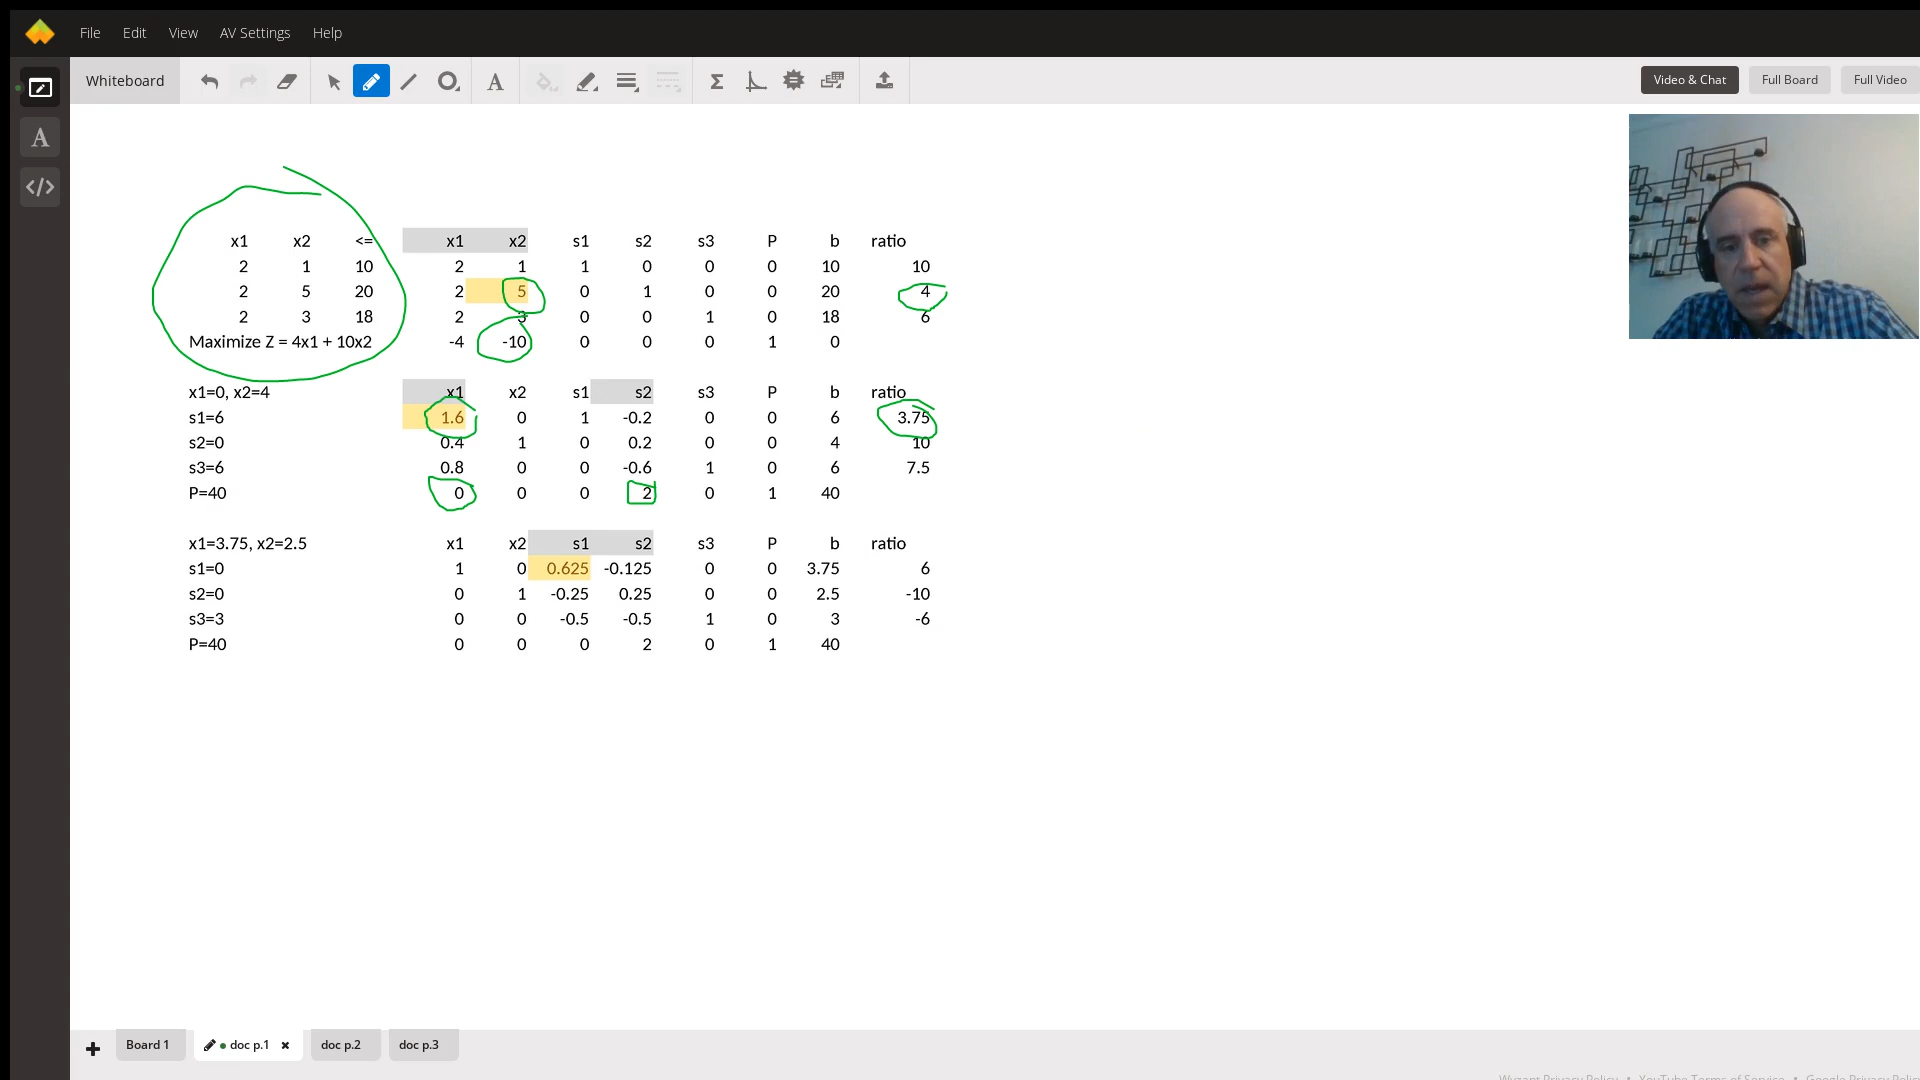 File Edit View AV Settings Help
Whiteboard Video & Chat Full Board Full Video
x1 x2 <= x1 x2 s1 s2 s3 P b ratio
2 1 10 2 1 1 0 0 0 10 10
2 5 20 2 5 0 1 0 0 20 4
2 3 18 2 3 0 0 1 0 18 6
Maximize Z = 4x1 + 10x2 -4 -10 0 0 0 1 0
x1=0, x2=4 x1 x2 s1 s2 s3 P b ratio
s1=6 1.6 0 1 -0.2 0 0 6 3.75
s2=0 0.4 1 0 0.2 0 0 4 10
s3=6 0.8 0 0 -0.6 1 0 6 7.5
P=40 0 0 0 2 0 1 40
x1=3.75, x2=2.5 x1 x2 s1 s2 s3 P b ratio
s1=0 1 0 0.625 -0.125 0 0 3.75 6
s2=0 0 1 -0.25 0.25 0 0 2.5 -10
s3=3 0 0 -0.5 -0.5 1 0 3 -6
P=40 0 0 0 2 0 1 40
Board 1 doc p.1 doc p.2 doc p.3
Wyzant Privacy Policy • YouTube Terms of Service • Google Privacy